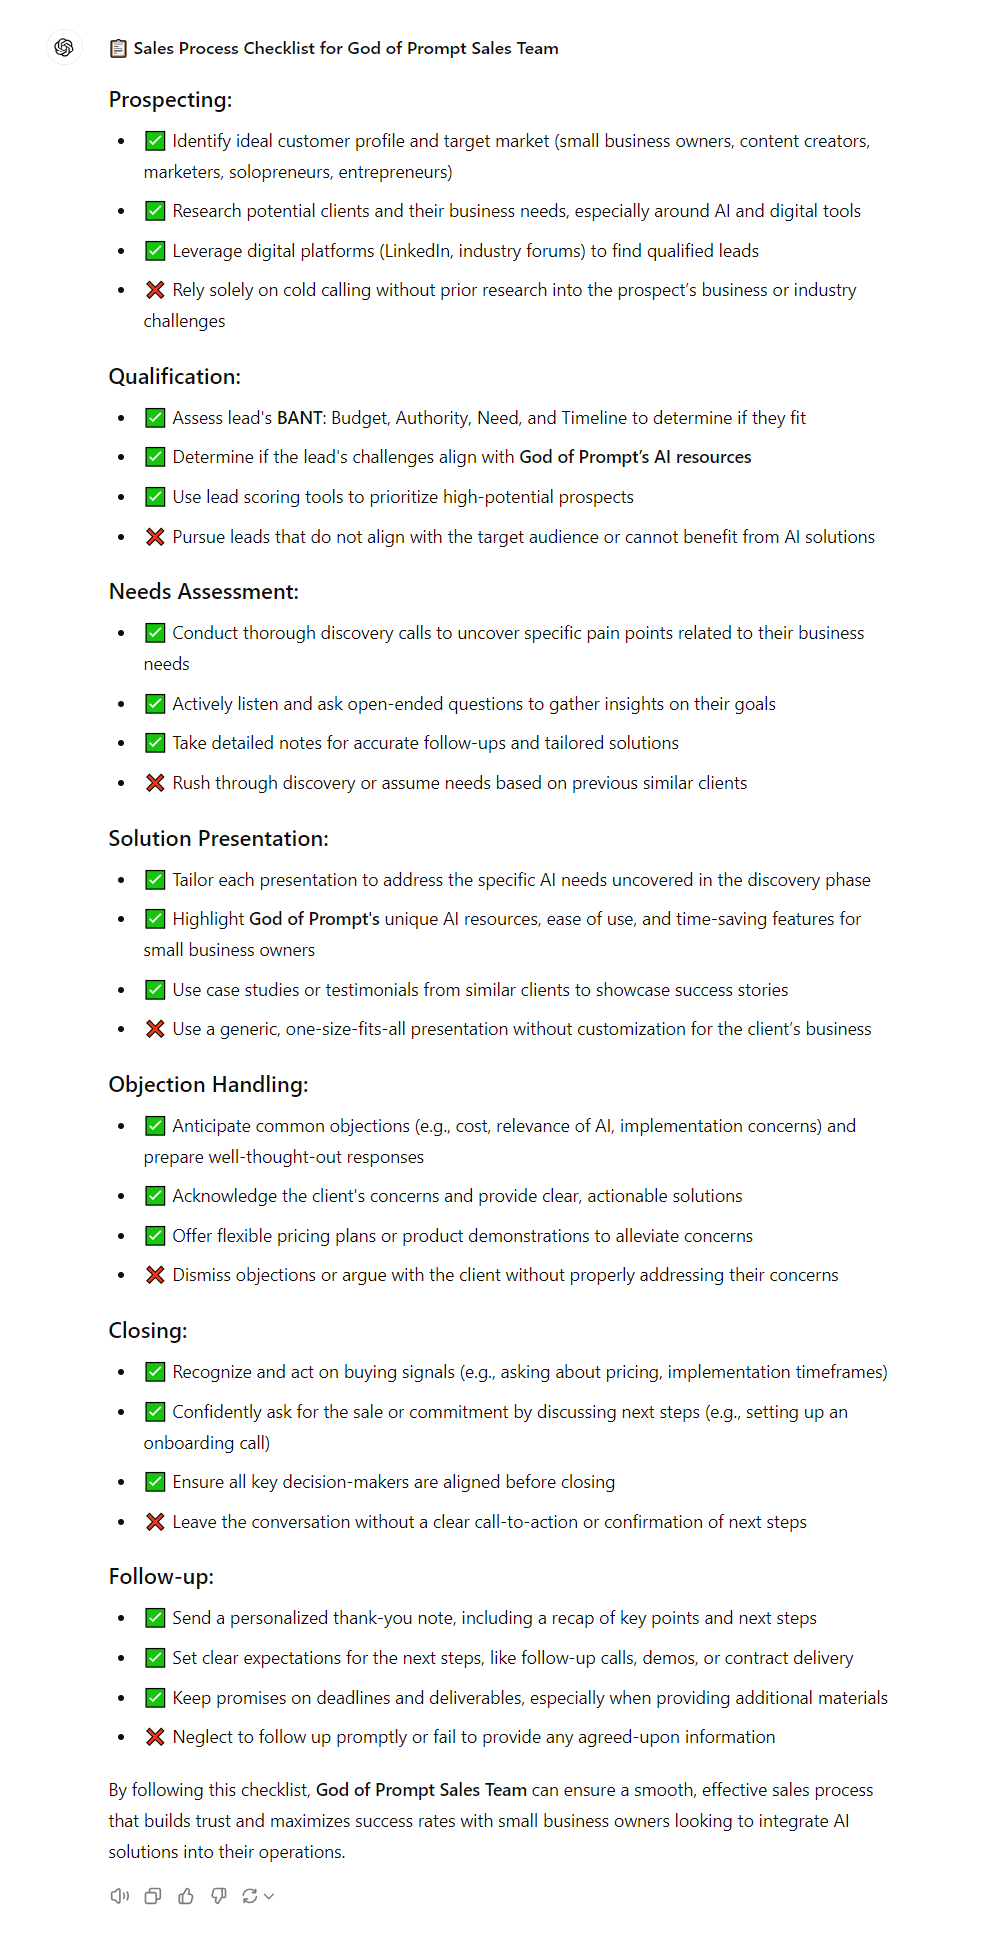 📋 Sales Process Checklist for God of Prompt Sales Team
Prospecting:
• ✅ Identify ideal customer profile and target market (small business owners, content creators,
marketers, solopreneurs, entrepreneurs)
• ✅ Research potential clients and their business needs, especially around AI and digital tools
• ✅ Leverage digital platforms (LinkedIn, industry forums) to find qualified leads
• ❌ Rely solely on cold calling without prior research into the prospect’s business or industry
challenges
Qualification:
• ✅ Assess lead's BANT: Budget, Authority, Need, and Timeline to determine if they fit
• ✅ Determine if the lead's challenges align with God of Prompt’s AI resources
• ✅ Use lead scoring tools to prioritize high-potential prospects
• ❌ Pursue leads that do not align with the target audience or cannot benefit from AI solutions
Needs Assessment:
• ✅ Conduct thorough discovery calls to uncover specific pain points related to their business
needs
• ✅ Actively listen and ask open-ended questions to gather insights on their goals
• ✅ Take detailed notes for accurate follow-ups and tailored solutions
• ❌ Rush through discovery or assume needs based on previous similar clients
Solution Presentation:
• ✅ Tailor each presentation to address the specific AI needs uncovered in the discovery phase
• ✅ Highlight God of Prompt's unique AI resources, ease of use, and time-saving features for
small business owners
• ✅ Use case studies or testimonials from similar clients to showcase success stories
• ❌ Use a generic, one-size-fits-all presentation without customization for the client’s business
Objection Handling:
• ✅ Anticipate common objections (e.g., cost, relevance of AI, implementation concerns) and
prepare well-thought-out responses
• ✅ Acknowledge the client's concerns and provide clear, actionable solutions
• ✅ Offer flexible pricing plans or product demonstrations to alleviate concerns
• ❌ Dismiss objections or argue with the client without properly addressing their concerns
Closing:
• ✅ Recognize and act on buying signals (e.g., asking about pricing, implementation timeframes)
• ✅ Confidently ask for the sale or commitment by discussing next steps (e.g., setting up an
onboarding call)
• ✅ Ensure all key decision-makers are aligned before closing
• ❌ Leave the conversation without a clear call-to-action or confirmation of next steps
Follow-up:
• ✅ Send a personalized thank-you note, including a recap of key points and next steps
• ✅ Set clear expectations for the next steps, like follow-up calls, demos, or contract delivery
• ✅ Keep promises on deadlines and deliverables, especially when providing additional materials
• ❌ Neglect to follow up promptly or fail to provide any agreed-upon information
By following this checklist, God of Prompt Sales Team can ensure a smooth, effective sales process
that builds trust and maximizes success rates with small business owners looking to integrate AI
solutions into their operations.